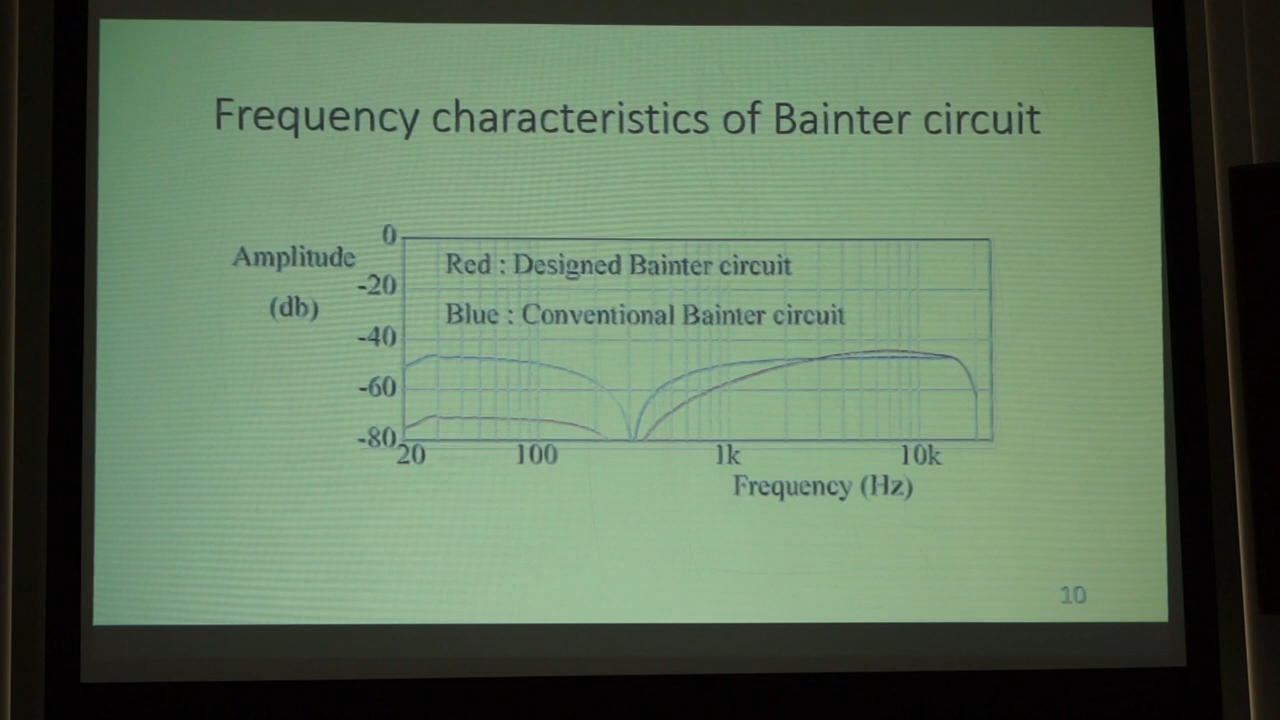 Frequency characteristics of Bainter circuit
Amplitude
(db)
0
-20
-40
-60
-80
Red : Designed Bainter circuit
Blue : Conventional Bainter circuit
20
100
1k
10k
Frequency (Hz)
10